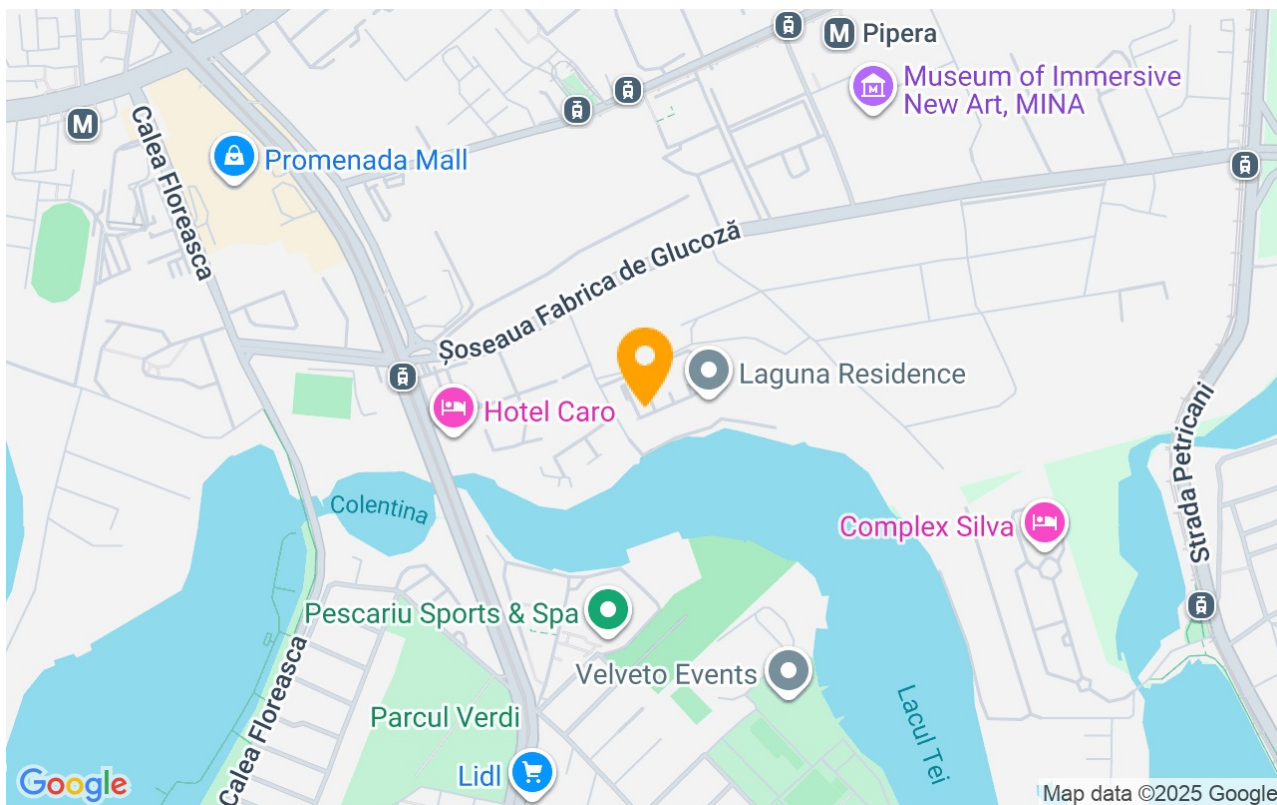 M Pipera
Museum of Immersive
New Art, MINA
M
Calea Floreasca
Promenada Mall
Șoseaua Fabrica de Glucoză
Laguna Residence
Hotel Caro
Strada Petricani
Colentina
Complex Silva
Pescariu Sports & Spa
Velveto Events
Calea Floreasca
Parcul Verdi
Lacul Tei
Lidl
Google
Map data ©2025 Google